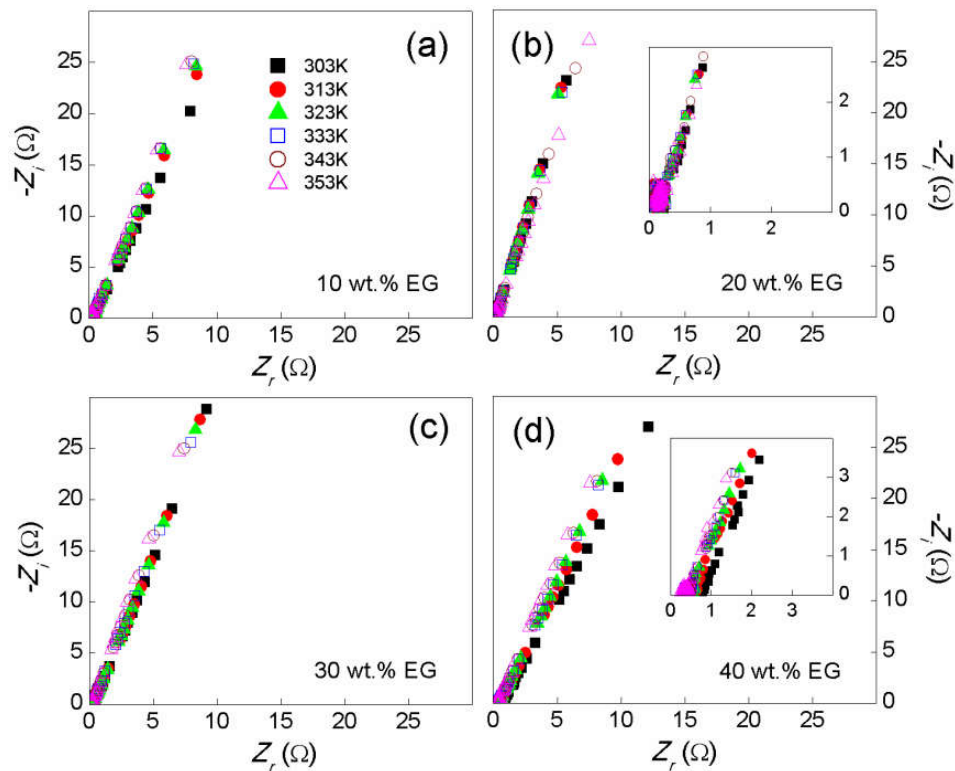 (a)
25
20
15
10
5
0
-Zi (Ω)
303K
313K
323K
333K
343K
353K
10 wt.% EG
0 5 10 15 20 25
Zr (Ω)
(b)
2
1
0
0 1 2
25
20
15
10
5
0
-Zi (Ω)
20 wt.% EG
0 5 10 15 20 25
Zr (Ω)
(c)
25
20
15
10
5
0
-Zi (Ω)
30 wt.% EG
0 5 10 15 20 25
Zr (Ω)
(d)
3
2
1
0
0 1 2 3
25
20
15
10
5
0
-Zi (Ω)
40 wt.% EG
0 5 10 15 20 25
Zr (Ω)